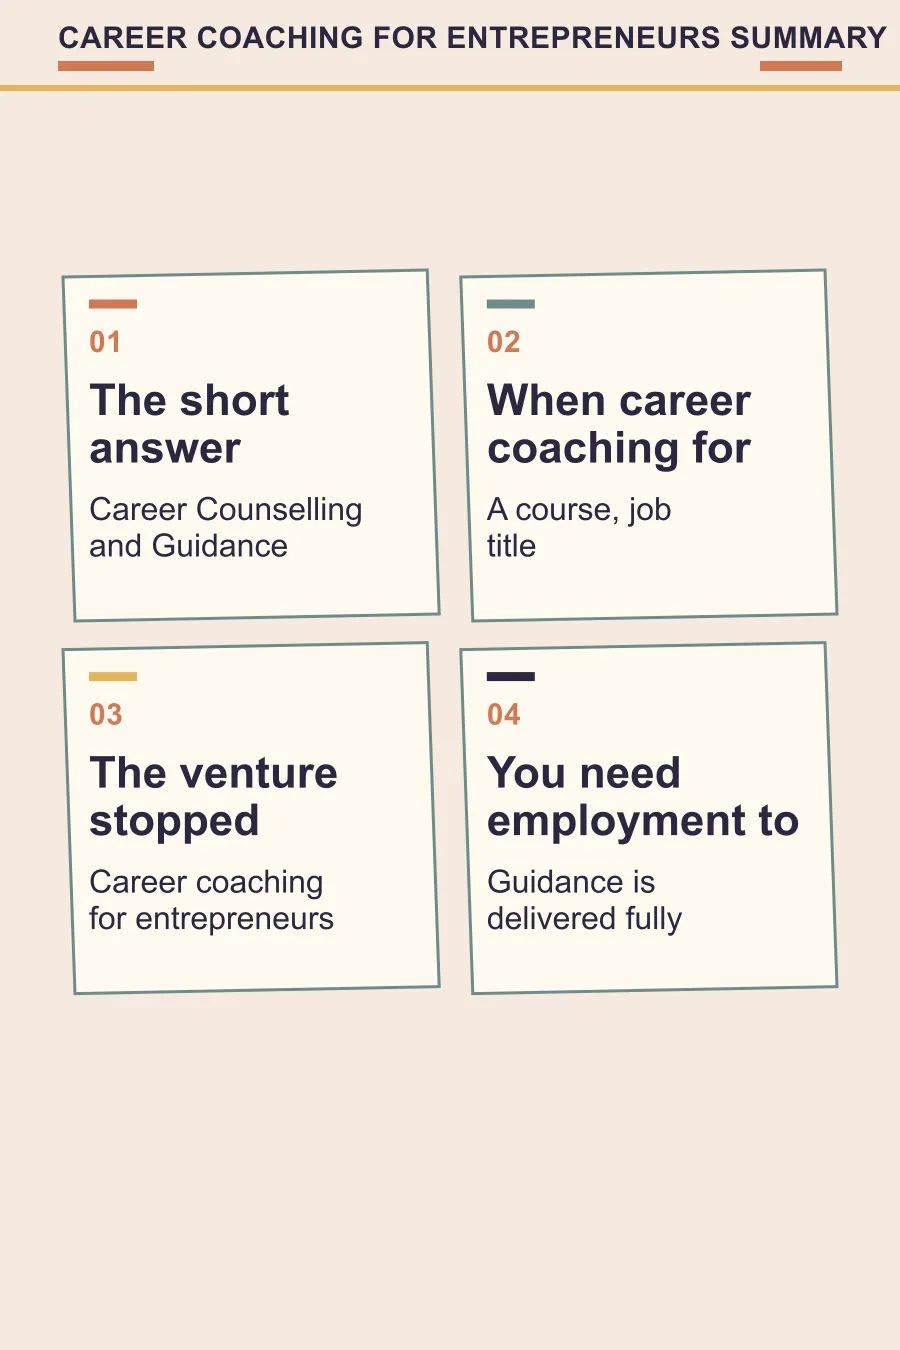 CAREER COACHING FOR ENTREPRENEURS SUMMARY
01
The short
answer
Career Counselling
and Guidance
02
When career
coaching for
A course, job
title
03
The venture
stopped
Career coaching
for entrepreneurs
04
You need
employment to
Guidance is
delivered fully